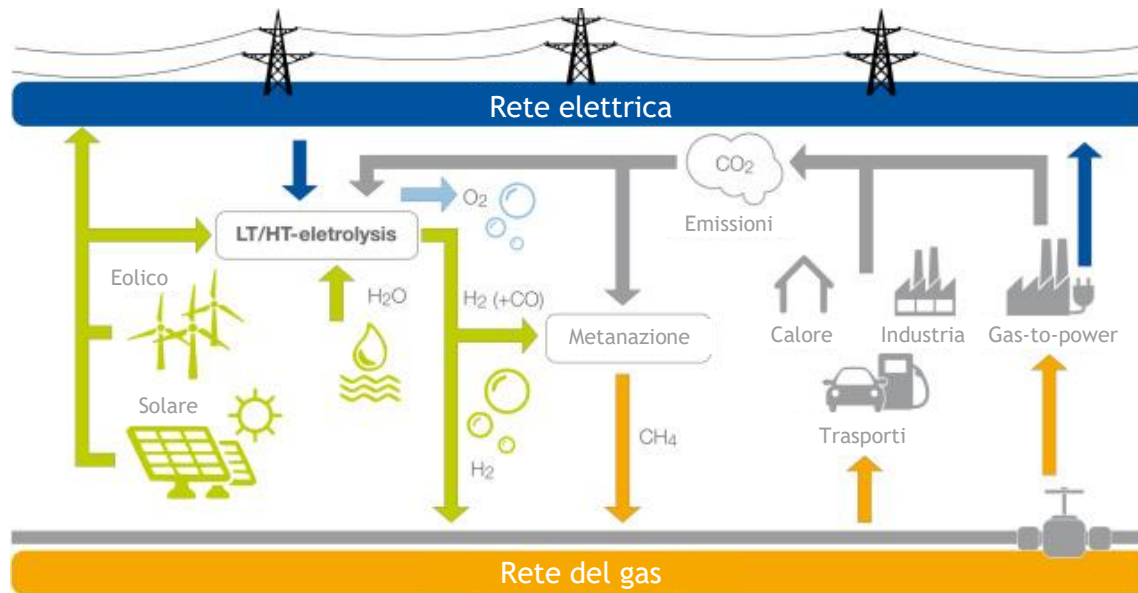 Rete elettrica
CO₂
Emissioni
O₂
LT/HT-eletrolysis
Eolico
H₂O
H₂ (+CO)
Metanazione
Calore
Industria
Gas-to-power
Solare
Trasporti
CH₄
H₂
Rete del gas